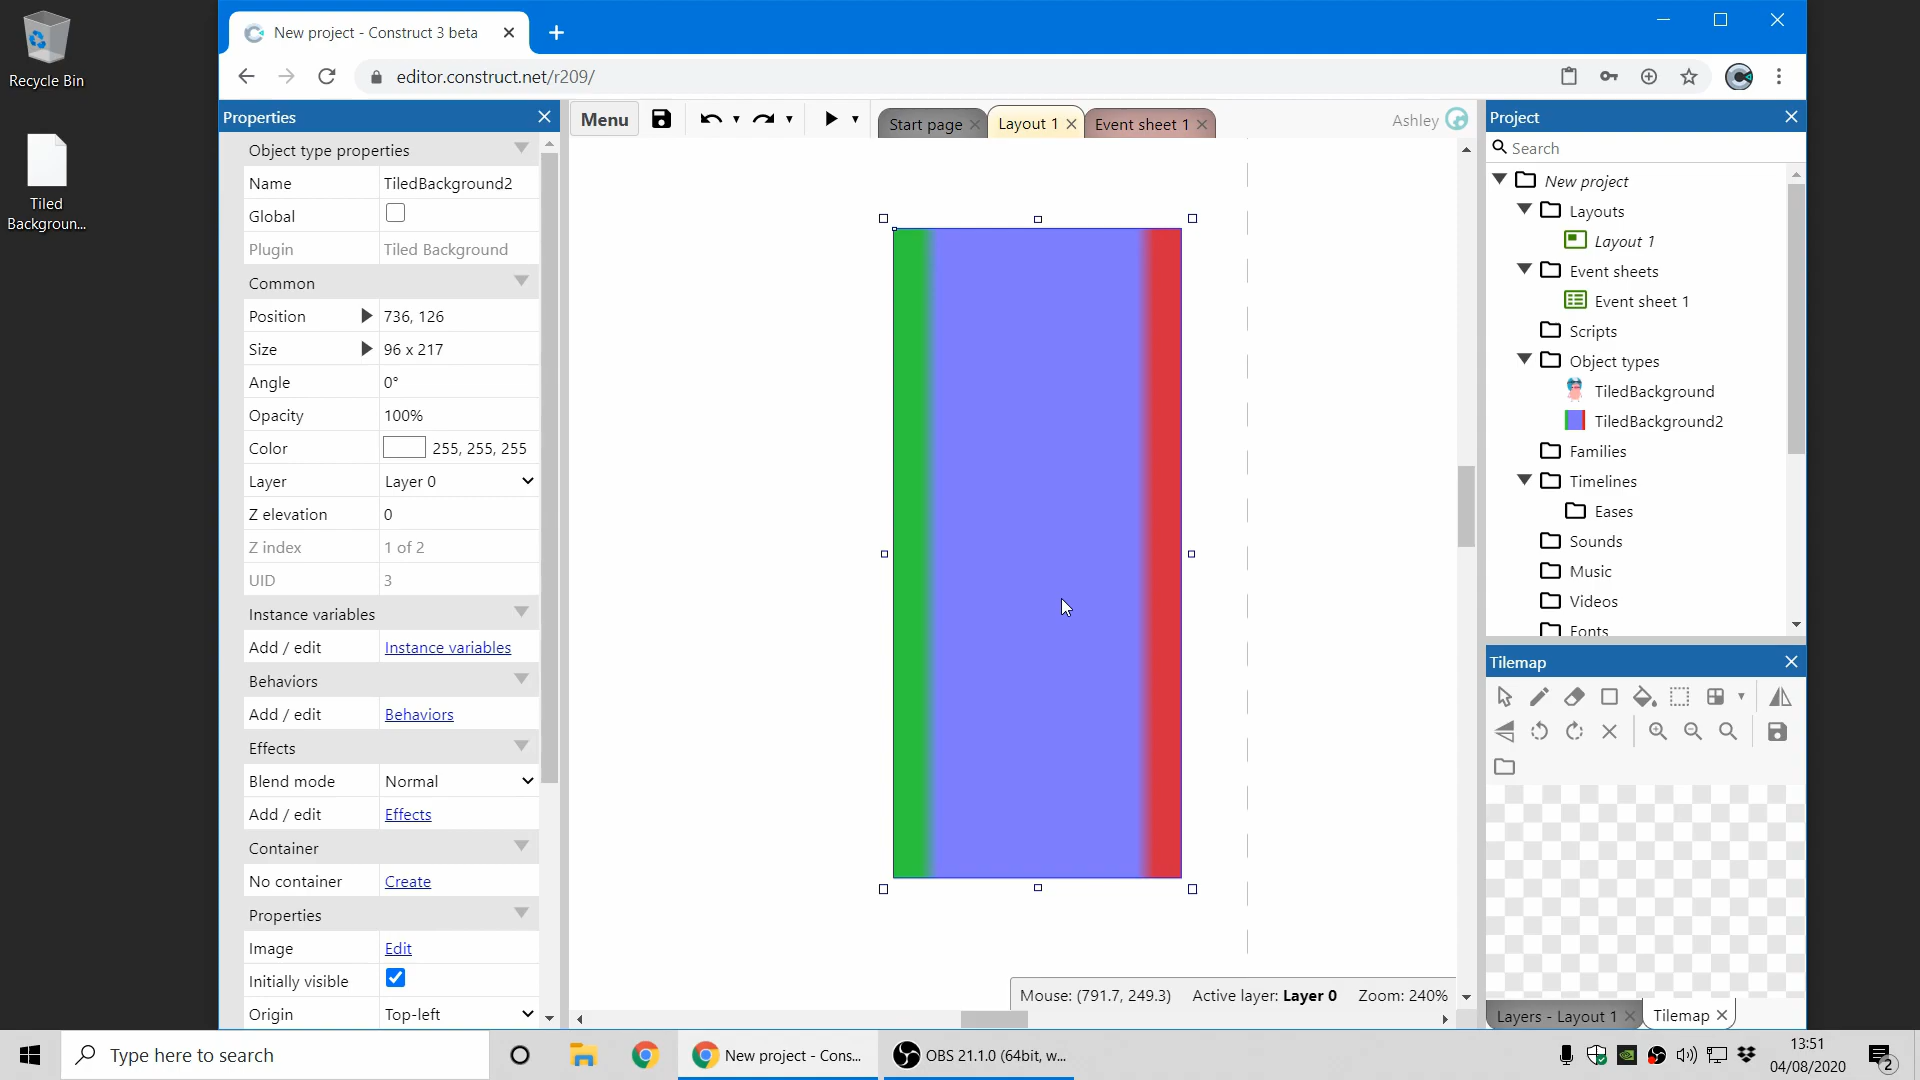 Recycle Bin
Tiled
Backgroun...
New project - Construct 3 beta
editor.construct.net/r209/
Properties
Object type properties
Name TiledBackground2
Global
Plugin Tiled Background
Common
Position 736, 126
Size 96 x 217
Angle 0°
Opacity 100%
Color 255, 255, 255
Layer Layer 0
Z elevation 0
Z index 1 of 2
UID 3
Instance variables
Add / edit Instance variables
Behaviors
Add / edit Behaviors
Effects
Blend mode Normal
Add / edit Effects
Container
No container Create
Properties
Image Edit
Initially visible
Origin Top-left
Menu
Start page
Layout 1
Event sheet 1
Ashley
Mouse: (791.7, 249.3) Active layer: Layer 0 Zoom: 240%
Project
Search
New project
Layouts
Layout 1
Event sheets
Event sheet 1
Scripts
Object types
TiledBackground
TiledBackground2
Families
Timelines
Eases
Sounds
Music
Videos
Fonts
Tilemap
Layers - Layout 1
Tilemap
Type here to search
New project - Cons...
OBS 21.1.0 (64bit, w...
13:51
04/08/2020
2